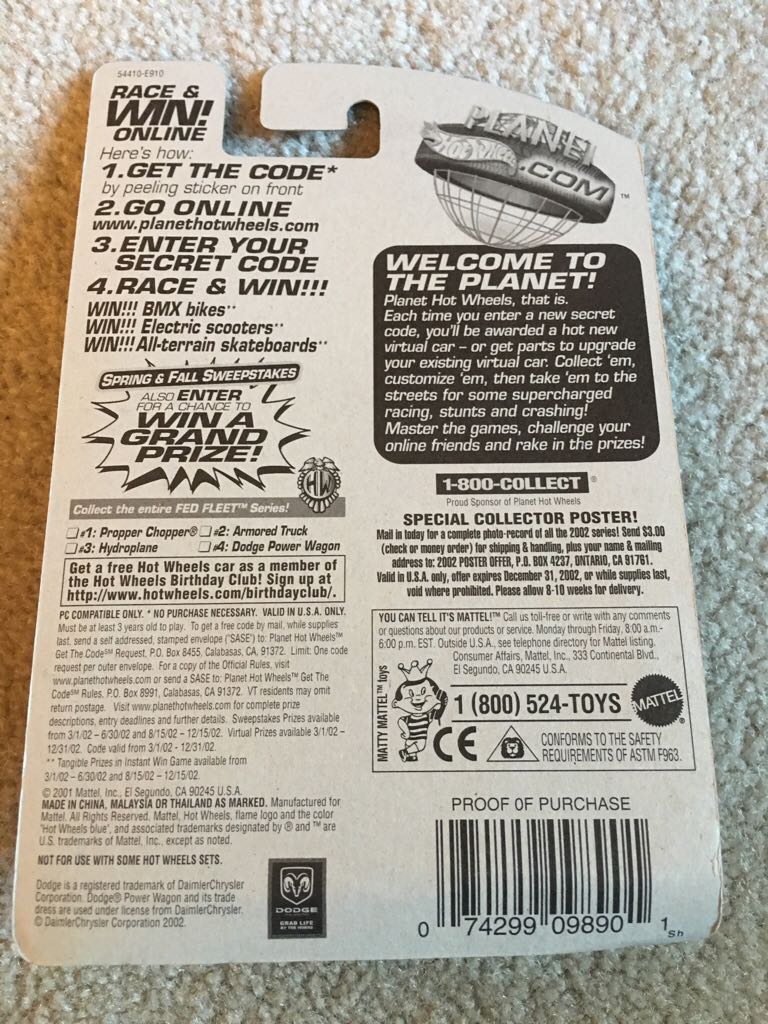 54410-E910
RACE &
WIN!
ONLINE
Here's how:
1.GET THE CODE*
by peeling sticker on front
2.GO ONLINE
www.planethotwheels.com
3.ENTER YOUR
SECRET CODE
4.RACE & WIN!!!
WIN!!! BMX bikes**
WIN!!! Electric scooters**
WIN!!! All-terrain skateboards**
SPRING & FALL SWEEPSTAKES
ALSO ENTER
FOR A CHANCE TO
WIN A
GRAND
PRIZE!
HW
Collect the entire FED FLEET™ Series!
#1: Propper Chopper® #2: Armored Truck
#3: Hydroplane #4: Dodge Power Wagon
Get a free Hot Wheels car as a member of
the Hot Wheels Birthday Club! Sign up at
http://www.hotwheels.com/birthdayclub/.
PC COMPATIBLE ONLY. * NO PURCHASE NECESSARY. VALID IN U.S.A. ONLY.
Must be at least 3 years old to play. To get a free code by mail, while supplies
last, send a self addressed, stamped envelope ("SASE") to: Planet Hot Wheels™
Get The Code℠ Request, P.O. Box 8455, Calabasas, CA. 91372. Limit: One code
request per outer envelope. For a copy of the Official Rules, visit
www.planethotwheels.com or send a SASE to: Planet Hot Wheels™ Get The
Code℠ Rules, P.O. Box 8991, Calabasas, CA 91372. VT residents may omit
return postage. Visit www.planethotwheels.com for complete prize
descriptions, entry deadlines and further details. Sweepstakes Prizes available
from 3/1/02 – 6/30/02 and 8/15/02 – 12/15/02. Virtual Prizes available 3/1/02 –
12/31/02. Code valid from 3/1/02 - 12/31/02.
** Tangible Prizes in Instant Win Game available from
3/1/02 – 6/30/02 and 8/15/02 – 12/15/02.
© 2001 Mattel, Inc., El Segundo, CA 90245 U.S.A.
MADE IN CHINA, MALAYSIA OR THAILAND AS MARKED. Manufactured for
Mattel. All Rights Reserved. Mattel, Hot Wheels, flame logo and the color
"Hot Wheels blue", and associated trademarks designated by ® and ™ are
U.S. trademarks of Mattel, Inc., except as noted.
NOT FOR USE WITH SOME HOT WHEELS SETS.
Dodge is a registered trademark of DaimlerChrysler
Corporation. Dodge® Power Wagon and its trade
dress are used under license from DaimlerChrysler.
© DaimlerChrysler Corporation 2002.
DODGE
GRAB LIFE
BY THE HORNS
PLANET
HOT WHEELS
.COM
™
WELCOME TO
THE PLANET!
Planet Hot Wheels, that is.
Each time you enter a new secret
code, you'll be awarded a hot new
virtual car – or get parts to upgrade
your existing virtual car. Collect 'em,
customize 'em, then take 'em to the
streets for some supercharged
racing, stunts and crashing!
Master the games, challenge your
online friends and rake in the prizes!
1-800-COLLECT®
Proud Sponsor of Planet Hot Wheels
SPECIAL COLLECTOR POSTER!
Mail in today for a complete photo-record of all the 2002 series! Send $3.00
(check or money order) for shipping & handling, plus your name & mailing
address to: 2002 POSTER OFFER, P.O. BOX 4237, ONTARIO, CA 91761.
Valid in U.S.A. only, offer expires December 31, 2002, or while supplies last,
void where prohibited. Please allow 8-10 weeks for delivery.
YOU CAN TELL IT'S MATTEL!™ Call us toll-free or write with any comments
or questions about our products or service. Monday through Friday, 8:00 a.m.-
6:00 p.m. EST. Outside U.S.A., see telephone directory for Mattel listing.
Consumer Affairs, Mattel, Inc., 333 Continental Blvd.,
El Segundo, CA 90245 U.S.A.
MATTY MATTEL™ toys
1 (800) 524-TOYS
MATTEL®
CE
CONFORMS TO THE SAFETY
REQUIREMENTS OF ASTM F963.
PROOF OF PURCHASE
0 74299 09890 1
Sh